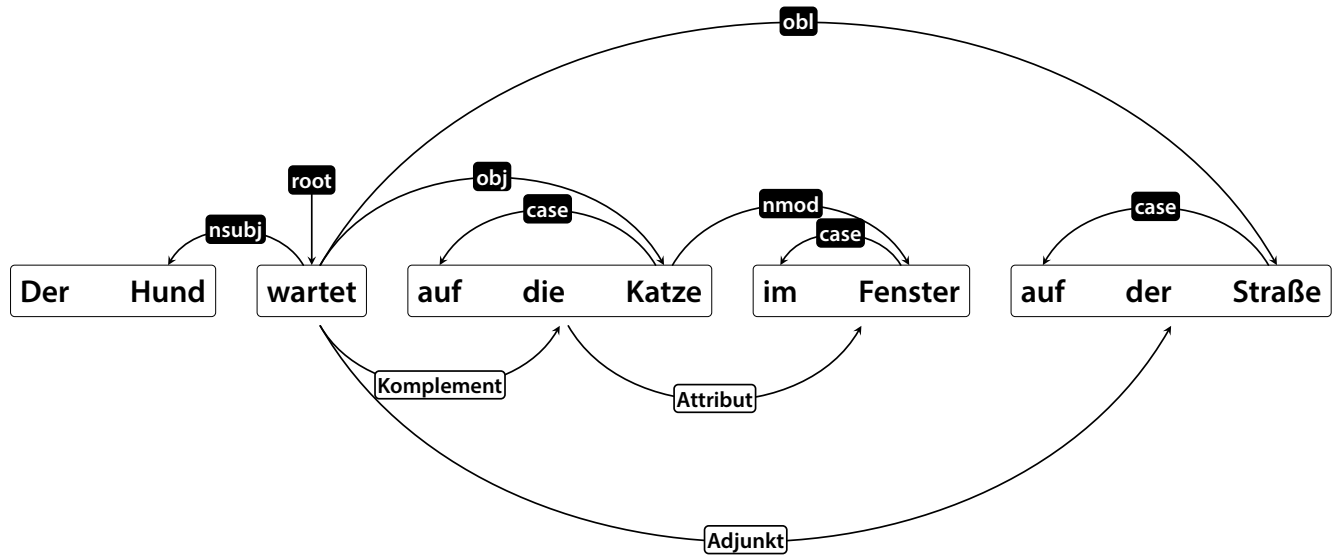 obl
root
obj
case
nmod
case
case
nsubj
Der Hund wartet auf die Katze im Fenster auf der Straße
Komplement
Attribut
Adjunkt